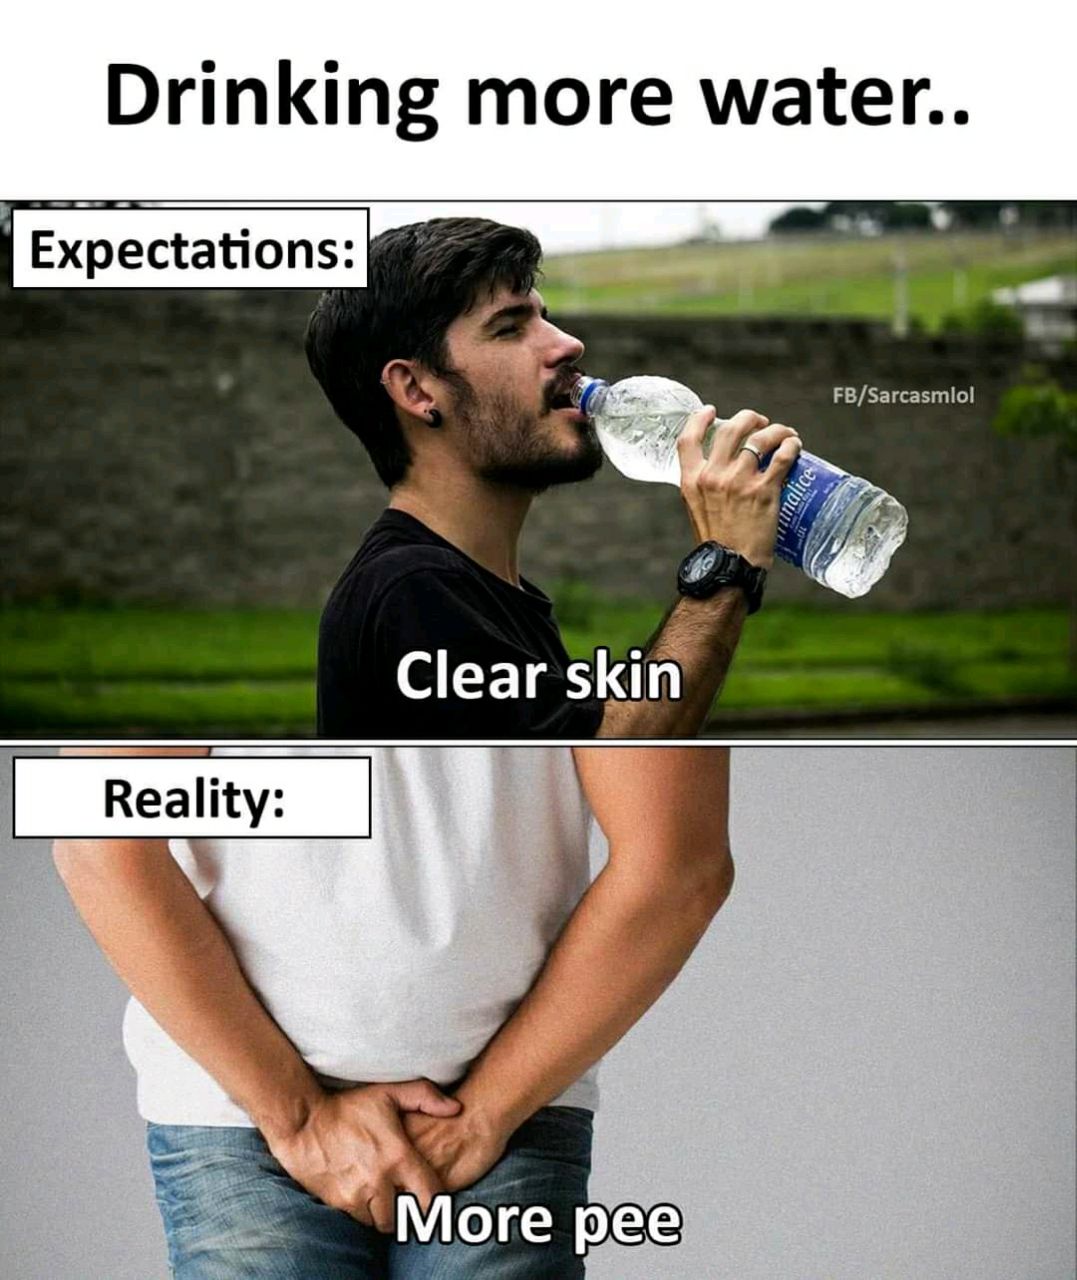 Drinking more water..
Expectations:
FB/Sarcasmlol
Clear skin
Reality:
More pee